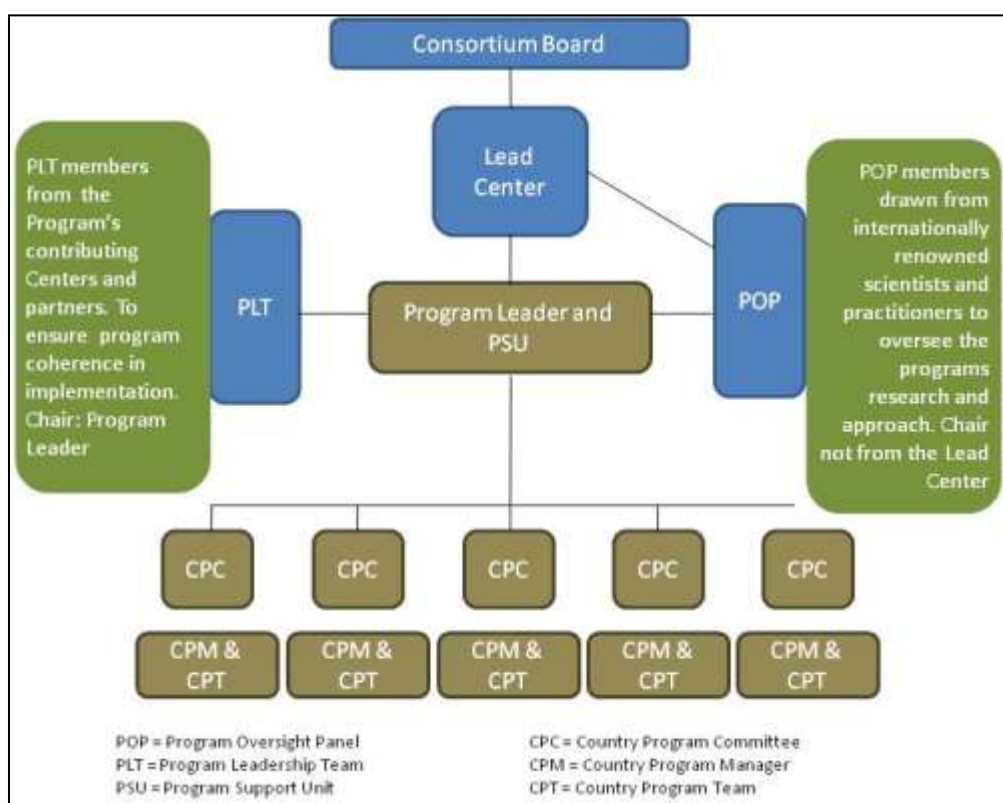 Consortium Board
Lead
Center
PLT members
from the
Program's
contributing
Centers and
partners. To
ensure program
coherence in
implementation.
Chair: Program
Leader
PLT
Program Leader and
PSU
POP
POP members
drawn from
internationally
renowned
scientists and
practitioners to
oversee the
programs
research and
approach. Chair
not from the Lead
Center
CPC
CPC
CPC
CPC
CPC
CPM &
CPT
CPM &
CPT
CPM &
CPT
CPM &
CPT
CPM &
CPT
POP = Program Oversight Panel
PLT = Program Leadership Team
PSU = Program Support Unit
CPC = Country Program Committee
CPM = Country Program Manager
CPT = Country Program Team